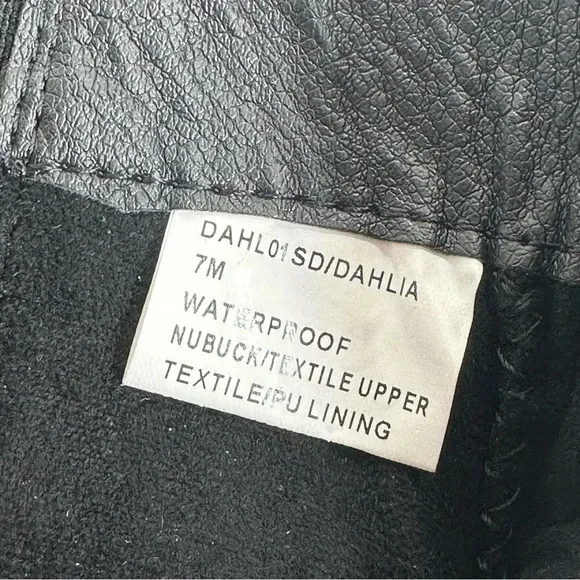 DAHL01SD/DAHLIA
7M
WATERPROOF
NUBUCK/TEXTILE UPPER
TEXTILE/PU LINING